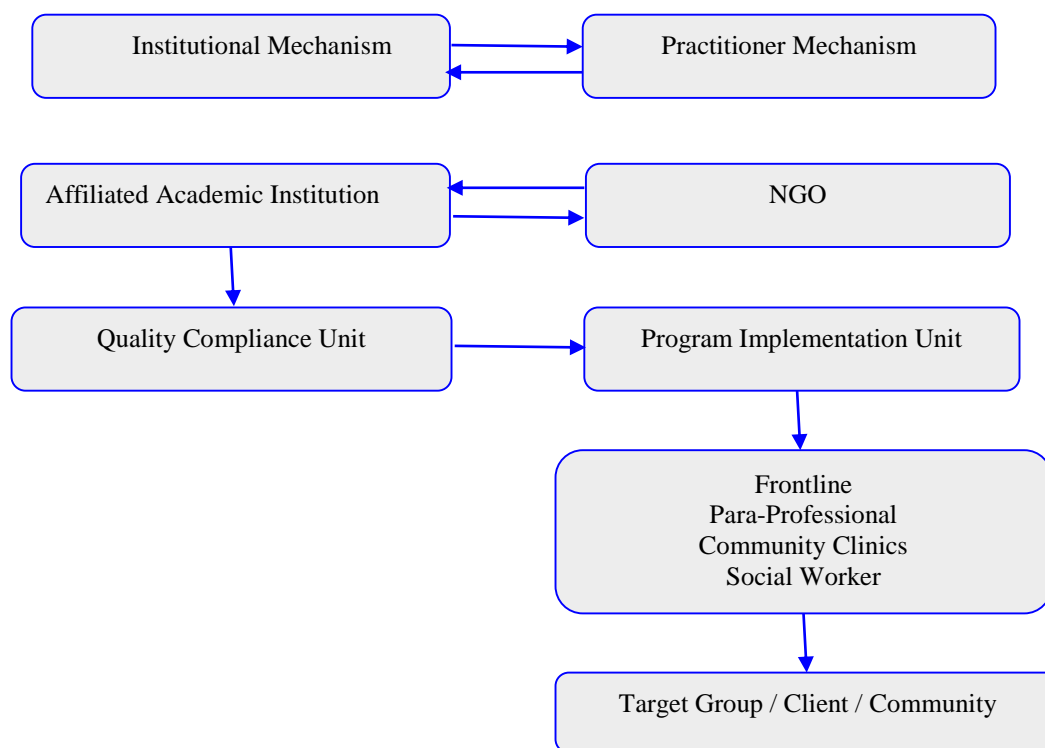 Institutional Mechanism
Practitioner Mechanism
Affiliated Academic Institution
NGO
Quality Compliance Unit
Program Implementation Unit
Frontline
Para-Professional
Community Clinics
Social Worker
Target Group / Client / Community